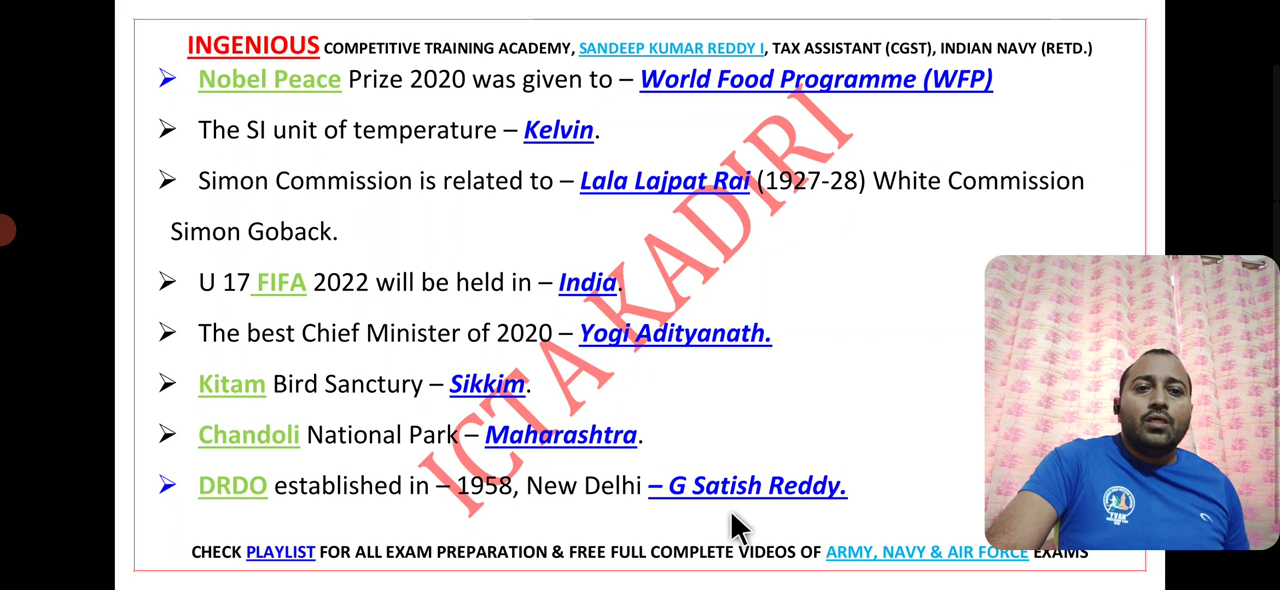 INGENIOUS COMPETITIVE TRAINING ACADEMY, SANDEEP KUMAR REDDY I, TAX ASSISTANT (CGST), INDIAN NAVY (RETD.)
➢ Nobel Peace Prize 2020 was given to – World Food Programme (WFP)
➢ The SI unit of temperature – Kelvin.
➢ Simon Commission is related to – Lala Lajpat Rai (1927-28) White Commission
Simon Goback.
➢ U 17 FIFA 2022 will be held in – India.
➢ The best Chief Minister of 2020 – Yogi Adityanath.
➢ Kitam Bird Sanctury – Sikkim.
➢ Chandoli National Park – Maharashtra.
➢ DRDO established in – 1958, New Delhi – G Satish Reddy.
CHECK PLAYLIST FOR ALL EXAM PREPARATION & FREE FULL COMPLETE VIDEOS OF ARMY, NAVY & AIR FORCE EXAMS
ICTA KADIRI